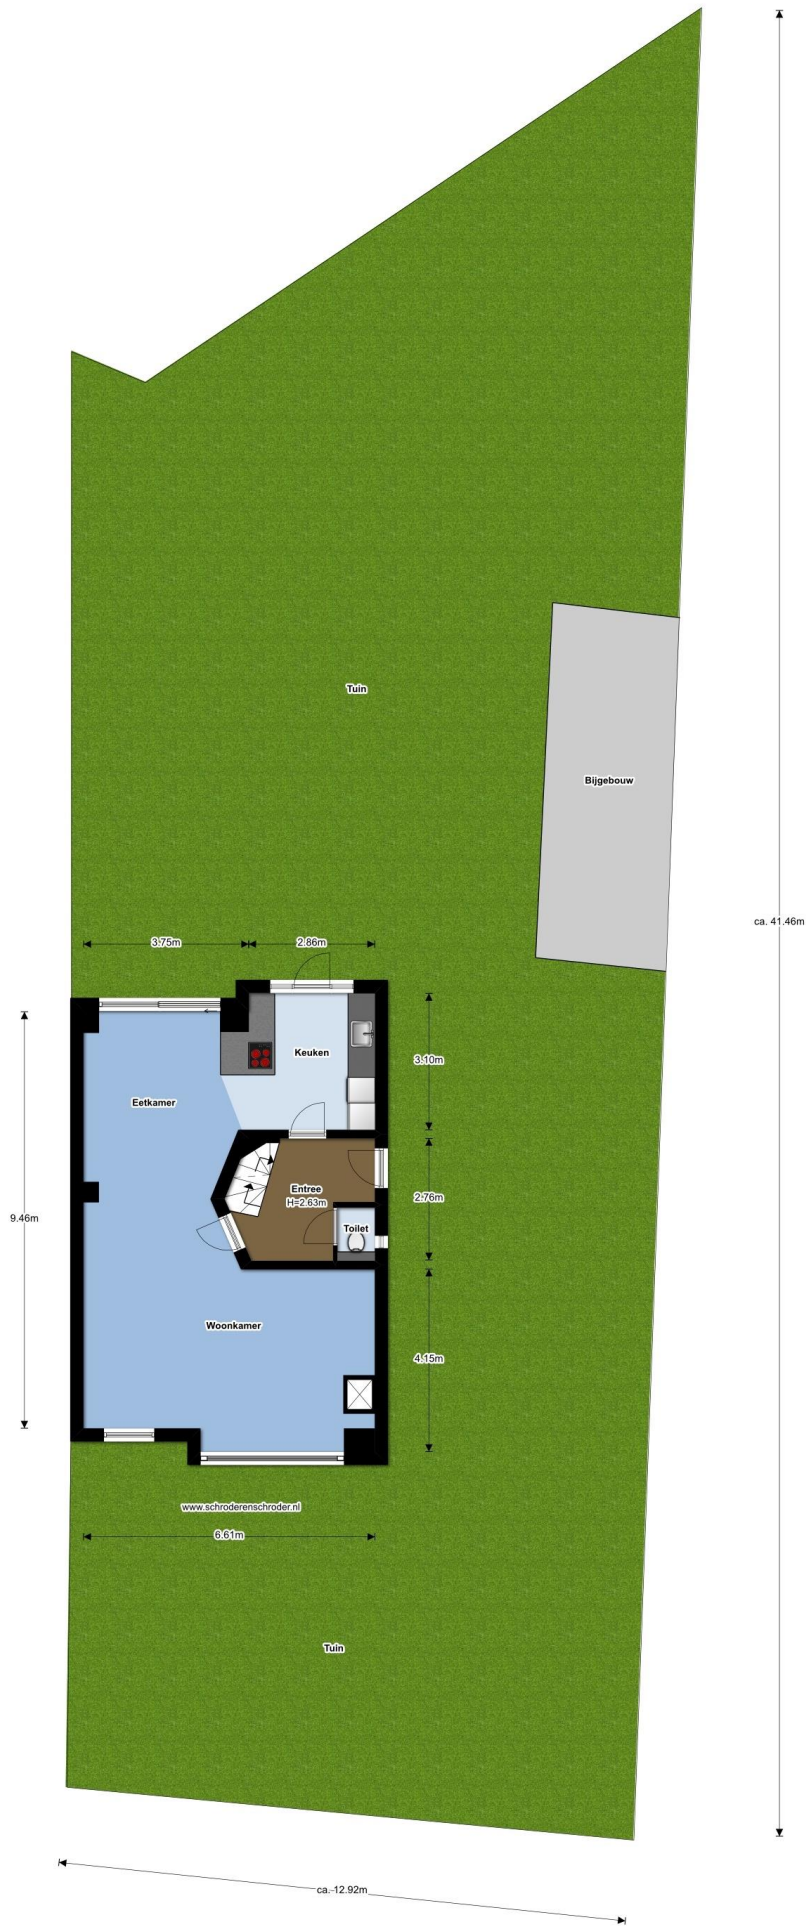 Tuin
Bijgebouw
ca. 41.46m
3.75m
2.86m
Keuken
3.10m
Eetkamer
Entree
H=2.63m
2.76m
9.46m
Toilet
Woonkamer
4.15m
www.schroderenschroder.nl
6.61m
Tuin
ca. 12.92m